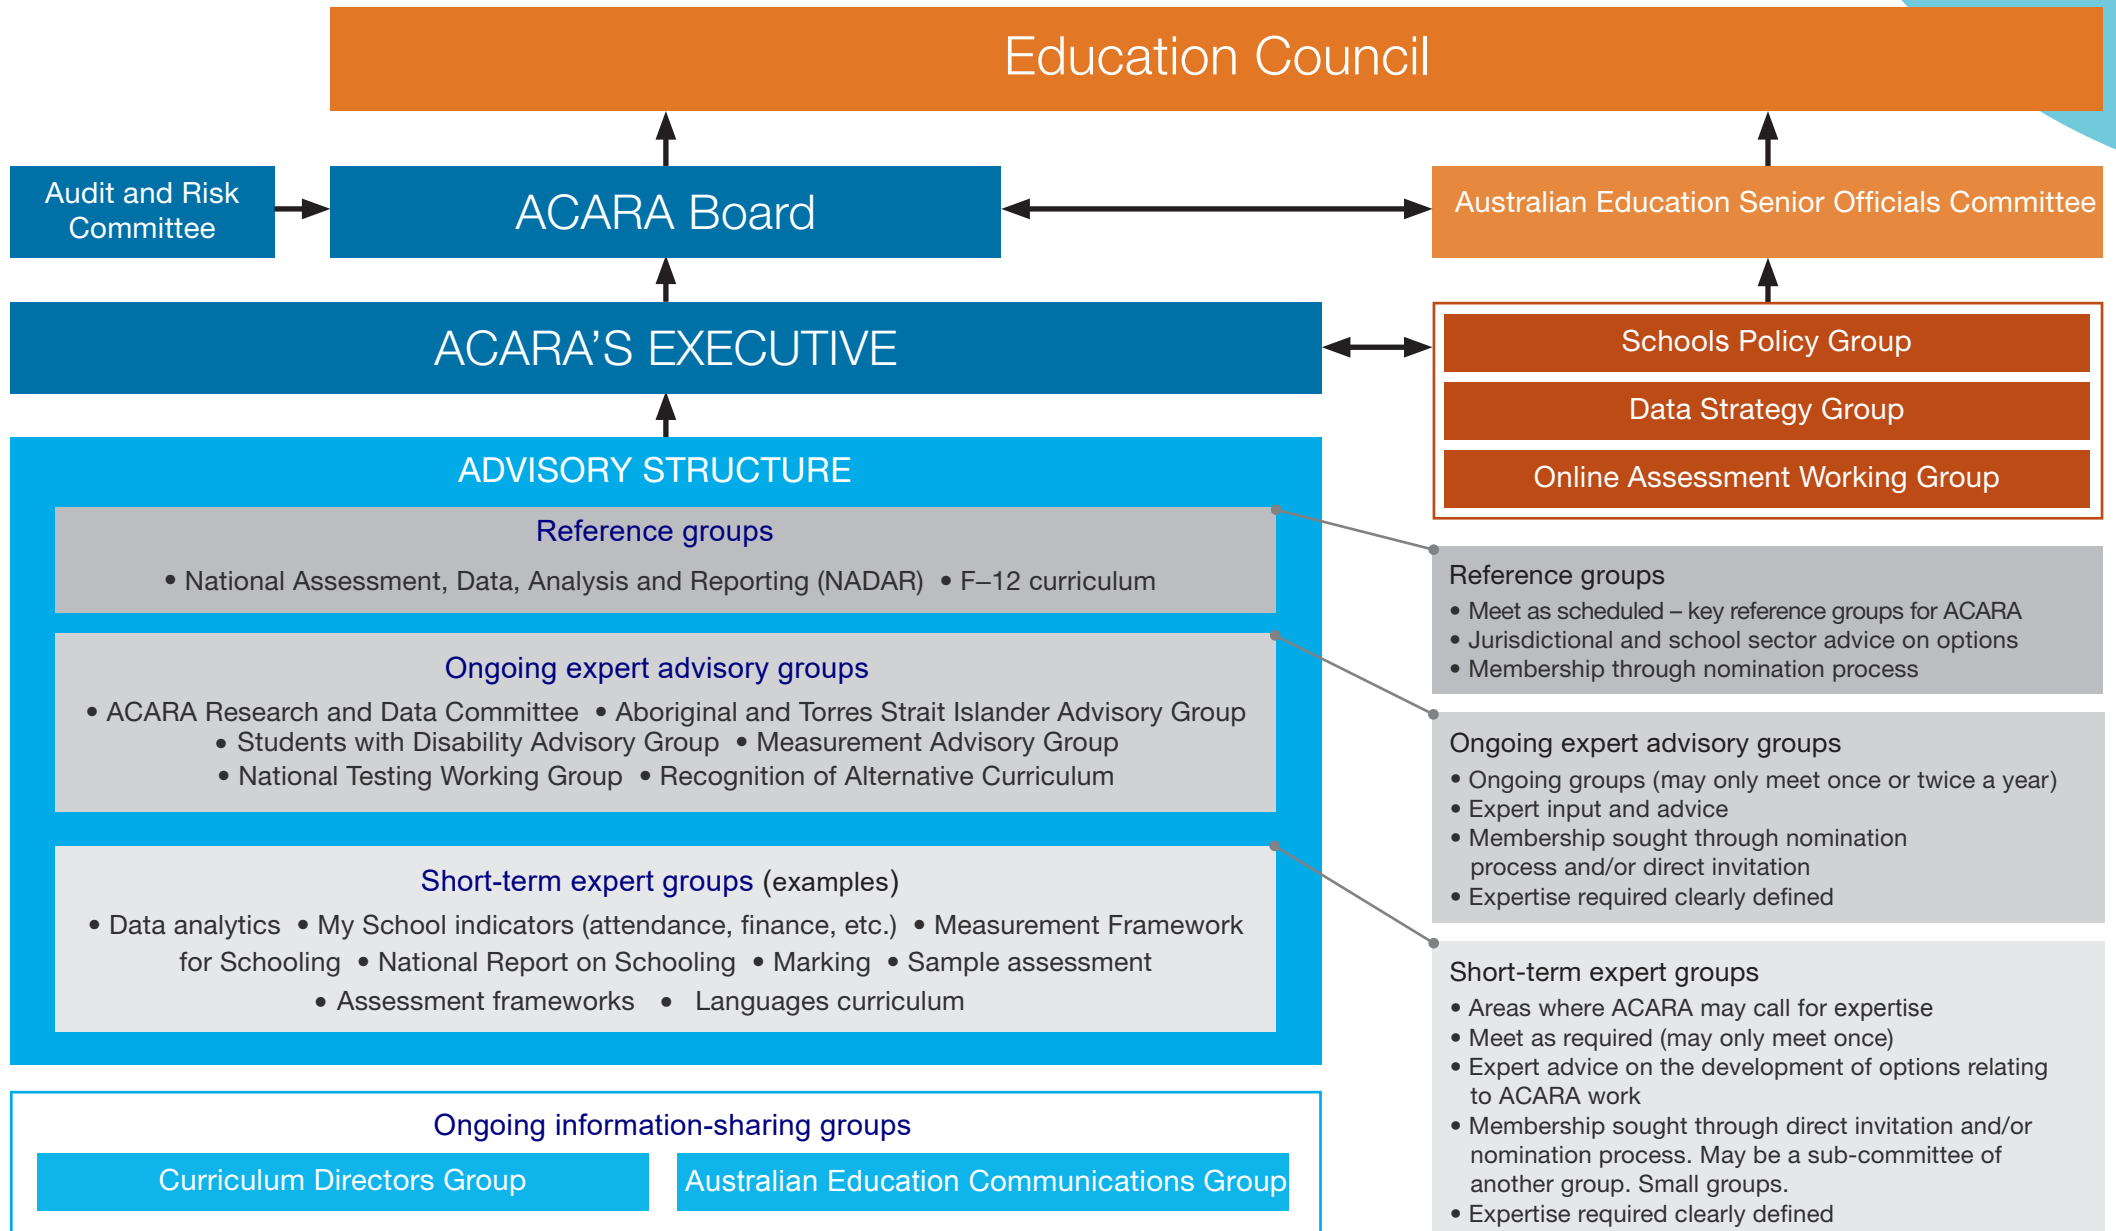 Education Council
Audit and Risk
Committee
ACARA Board
Australian Education Senior Officials Committee
ACARA’S EXECUTIVE
Schools Policy Group
Data Strategy Group
Online Assessment Working Group
ADVISORY STRUCTURE
Reference groups
• National Assessment, Data, Analysis and Reporting (NADAR) • F–12 curriculum
Ongoing expert advisory groups
• ACARA Research and Data Committee • Aboriginal and Torres Strait Islander Advisory Group
• Students with Disability Advisory Group • Measurement Advisory Group
• National Testing Working Group • Recognition of Alternative Curriculum
Short-term expert groups (examples)
• Data analytics • My School indicators (attendance, finance, etc.) • Measurement Framework
for Schooling • National Report on Schooling • Marking • Sample assessment
• Assessment frameworks • Languages curriculum
Reference groups
• Meet as scheduled – key reference groups for ACARA
• Jurisdictional and school sector advice on options
• Membership through nomination process
Ongoing expert advisory groups
• Ongoing groups (may only meet once or twice a year)
• Expert input and advice
• Membership sought through nomination
process and/or direct invitation
• Expertise required clearly defined
Short-term expert groups
• Areas where ACARA may call for expertise
• Meet as required (may only meet once)
• Expert advice on the development of options relating
to ACARA work
• Membership sought through direct invitation and/or
nomination process. May be a sub-committee of
another group. Small groups.
• Expertise required clearly defined
Ongoing information-sharing groups
Curriculum Directors Group
Australian Education Communications Group